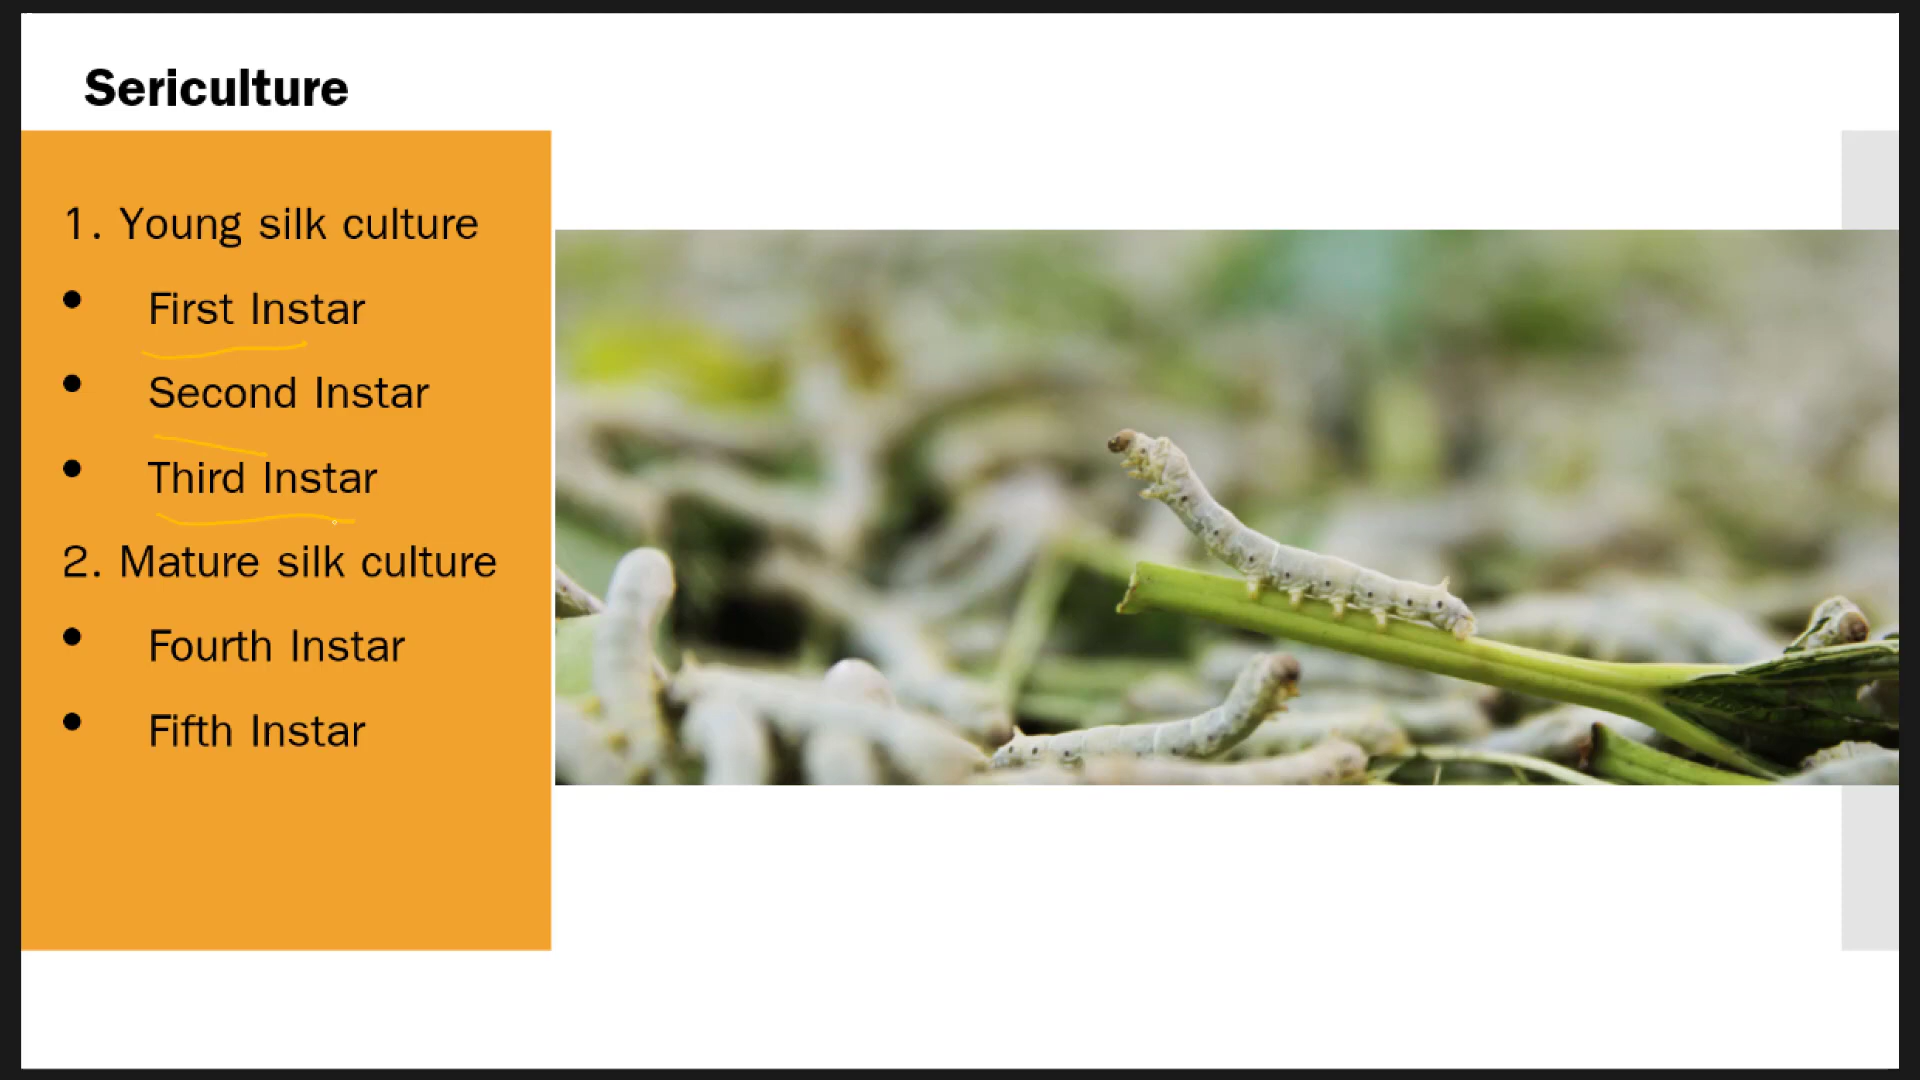 Sericulture
1. Young silk culture
• First Instar
• Second Instar
• Third Instar
2. Mature silk culture
• Fourth Instar
• Fifth Instar